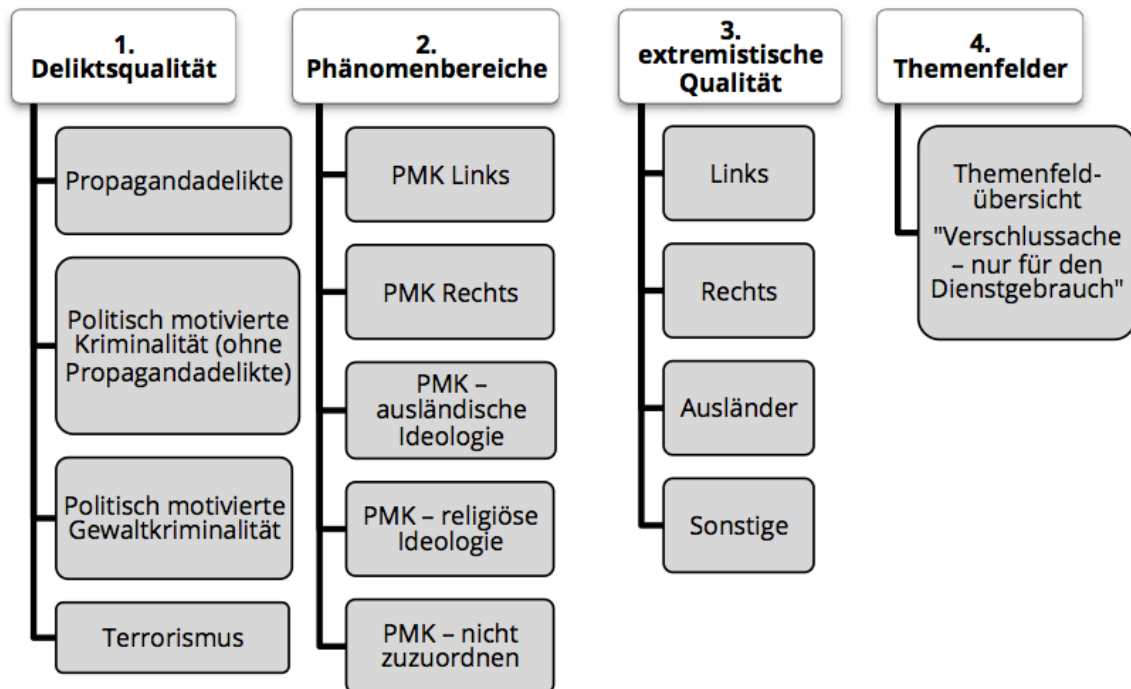 1.
Deliktsqualität
Propagandadelikte
Politisch motivierte
Kriminalität (ohne
Propagandadelikte)
Politisch motivierte
Gewaltkriminalität
Terrorismus
2.
Phänomenbereiche
PMK Links
PMK Rechts
PMK –
ausländische
Ideologie
PMK – religiöse
Ideologie
PMK – nicht
zuzuordnen
3.
extremistische
Qualität
Links
Rechts
Ausländer
Sonstige
4.
Themenfelder
Themenfeld-
übersicht
"Verschlussache
– nur für den
Dienstgebrauch"